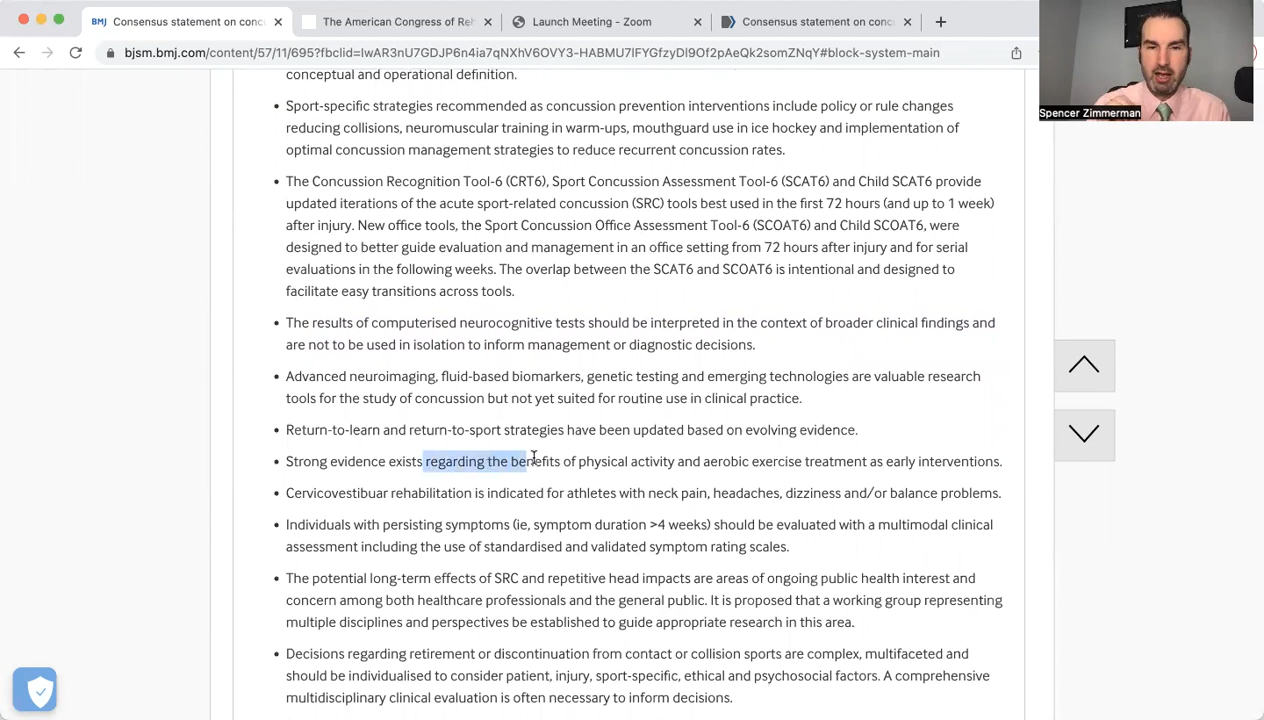 Consensus statement on conc
The American Congress of Reh
Launch Meeting - Zoom
Consensus statement on conc
bjsm.bmj.com/content/57/11/695?fbclid=IwAR3nU7GDJPSn4ia7qNXhV6OVY3-HABMU7lFYGfzyDl9Of2pAeQk2somZNqY#block-system-main
Spencer Zimmerman
conceptual and operational definition.
• Sport-specific strategies recommended as concussion prevention interventions include policy or rule changes
reducing collisions, neuromuscular training in warm-ups, mouthguard use in ice hockey and implementation of
optimal concussion management strategies to reduce recurrent concussion rates.
• The Concussion Recognition Tool-6 (CRT6), Sport Concussion Assessment Tool-6 (SCAT6) and Child SCAT6 provide
updated iterations of the acute sport-related concussion (SRC) tools best used in the first 72 hours (and up to 1 week)
after injury. New office tools, the Sport Concussion Office Assessment Tool-6 (SCOAT6) and Child SCOAT6, were
designed to better guide evaluation and management in an office setting from 72 hours after injury and for serial
evaluations in the following weeks. The overlap between the SCAT6 and SCOAT6 is intentional and designed to
facilitate easy transitions across tools.
• The results of computerised neurocognitive tests should be interpreted in the context of broader clinical findings and
are not to be used in isolation to inform management or diagnostic decisions.
• Advanced neuroimaging, fluid-based biomarkers, genetic testing and emerging technologies are valuable research
tools for the study of concussion but not yet suited for routine use in clinical practice.
• Return-to-learn and return-to-sport strategies have been updated based on evolving evidence.
• Strong evidence exists regarding the benefits of physical activity and aerobic exercise treatment as early interventions.
• Cervicovestibuar rehabilitation is indicated for athletes with neck pain, headaches, dizziness and/or balance problems.
• Individuals with persisting symptoms (ie, symptom duration >4 weeks) should be evaluated with a multimodal clinical
assessment including the use of standardised and validated symptom rating scales.
• The potential long-term effects of SRC and repetitive head impacts are areas of ongoing public health interest and
concern among both healthcare professionals and the general public. It is proposed that a working group representing
multiple disciplines and perspectives be established to guide appropriate research in this area.
• Decisions regarding retirement or discontinuation from contact or collision sports are complex, multifaceted and
should be individualised to consider patient, injury, sport-specific, ethical and psychosocial factors. A comprehensive
multidisciplinary clinical evaluation is often necessary to inform decisions.